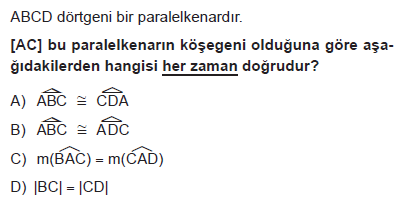 ABCD dörtgeni bir paralelkenardır.
[AC] bu paralelkenarın köşegeni olduğuna göre aşa-
ğıdakilerden hangisi her zaman doğrudur?
A) ABC ≅ CDA
B) ABC ≅ ADC
C) m(BAC) = m(CAD)
D) |BC| = |CD|